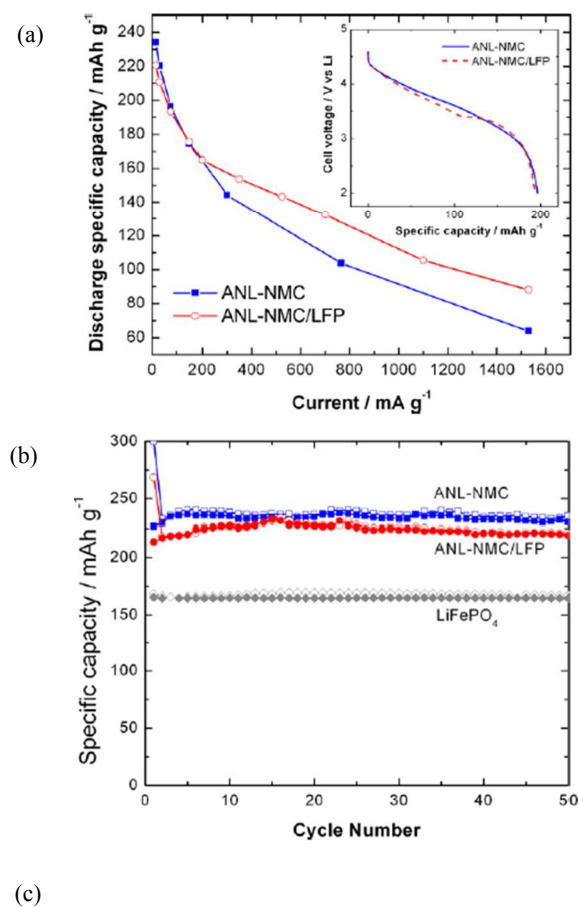 (a)
Discharge specific capacity / mAh g⁻¹
240
220
200
180
160
140
120
100
80
60
0 200 400 600 800 1000 1200 1400 1600
Current / mA g⁻¹
ANL-NMC
ANL-NMC/LFP
Cell voltage / V vs Li
5
4
3
2
0 100 200
Specific capacity / mAh g⁻¹
ANL-NMC
ANL-NMC/LFP
(b)
Specific capacity / mAh g⁻¹
300
250
200
150
100
50
0
0 10 20 30 40 50
Cycle Number
ANL-NMC
ANL-NMC/LFP
LiFePO₄
(c)